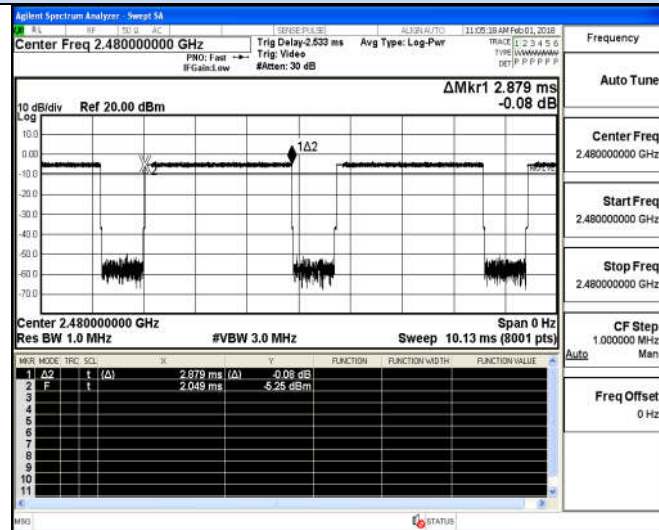 Agilent Spectrum Analyzer - Swept SA
RL RF 50 Ω AC SENSE:PULSE ALIGN AUTO 11:05:18 AM Feb 01, 2018
Center Freq 2.480000000 GHz
PNO: Fast
IFGain:Low
Trig Delay-2.533 ms
Trig: Video
#Atten: 30 dB
Avg Type: Log-Pwr
TRACE 1 2 3 4 5 6
TYPE
DET P P P P P P
ΔMkr1 2.879 ms
-0.08 dB
10 dB/div Ref 20.00 dBm
Log
10.0
0.00
-10.0
-20.0
-30.0
-40.0
-50.0
-60.0
-70.0
1Δ2
2
Center 2.480000000 GHz Span 0 Hz
Res BW 1.0 MHz #VBW 3.0 MHz Sweep 10.13 ms (8001 pts)
MKR MODE TRC SCL X Y FUNCTION FUNCTION WIDTH FUNCTION VALUE
1 Δ2 t (Δ) 2.879 ms (Δ) -0.08 dB
2 F t 2.049 ms -5.25 dBm
3
4
5
6
7
8
9
10
11
MSG STATUS
Frequency
Auto Tune
Center Freq
2.480000000 GHz
Start Freq
2.480000000 GHz
Stop Freq
2.480000000 GHz
CF Step
1.000000 MHz
Auto Man
Freq Offset
0 Hz